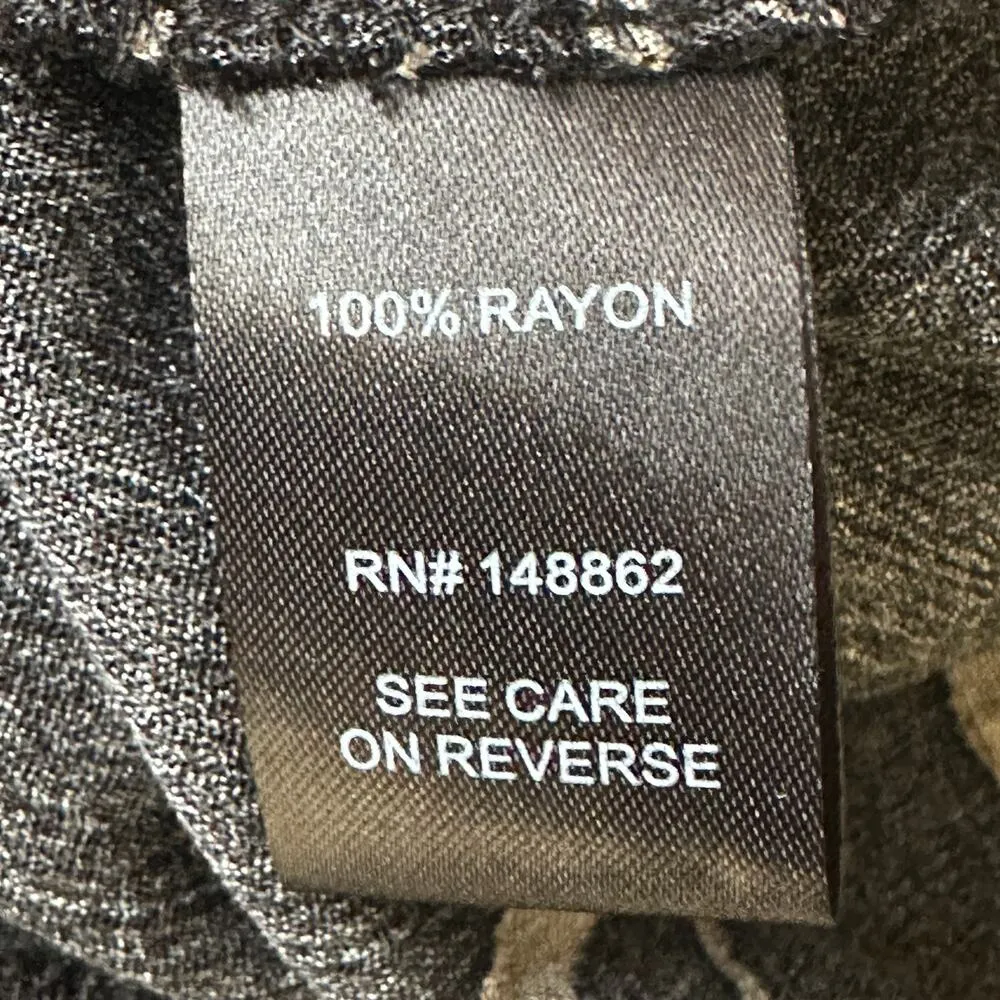 100% RAYON
RN# 148862
SEE CARE
ON REVERSE